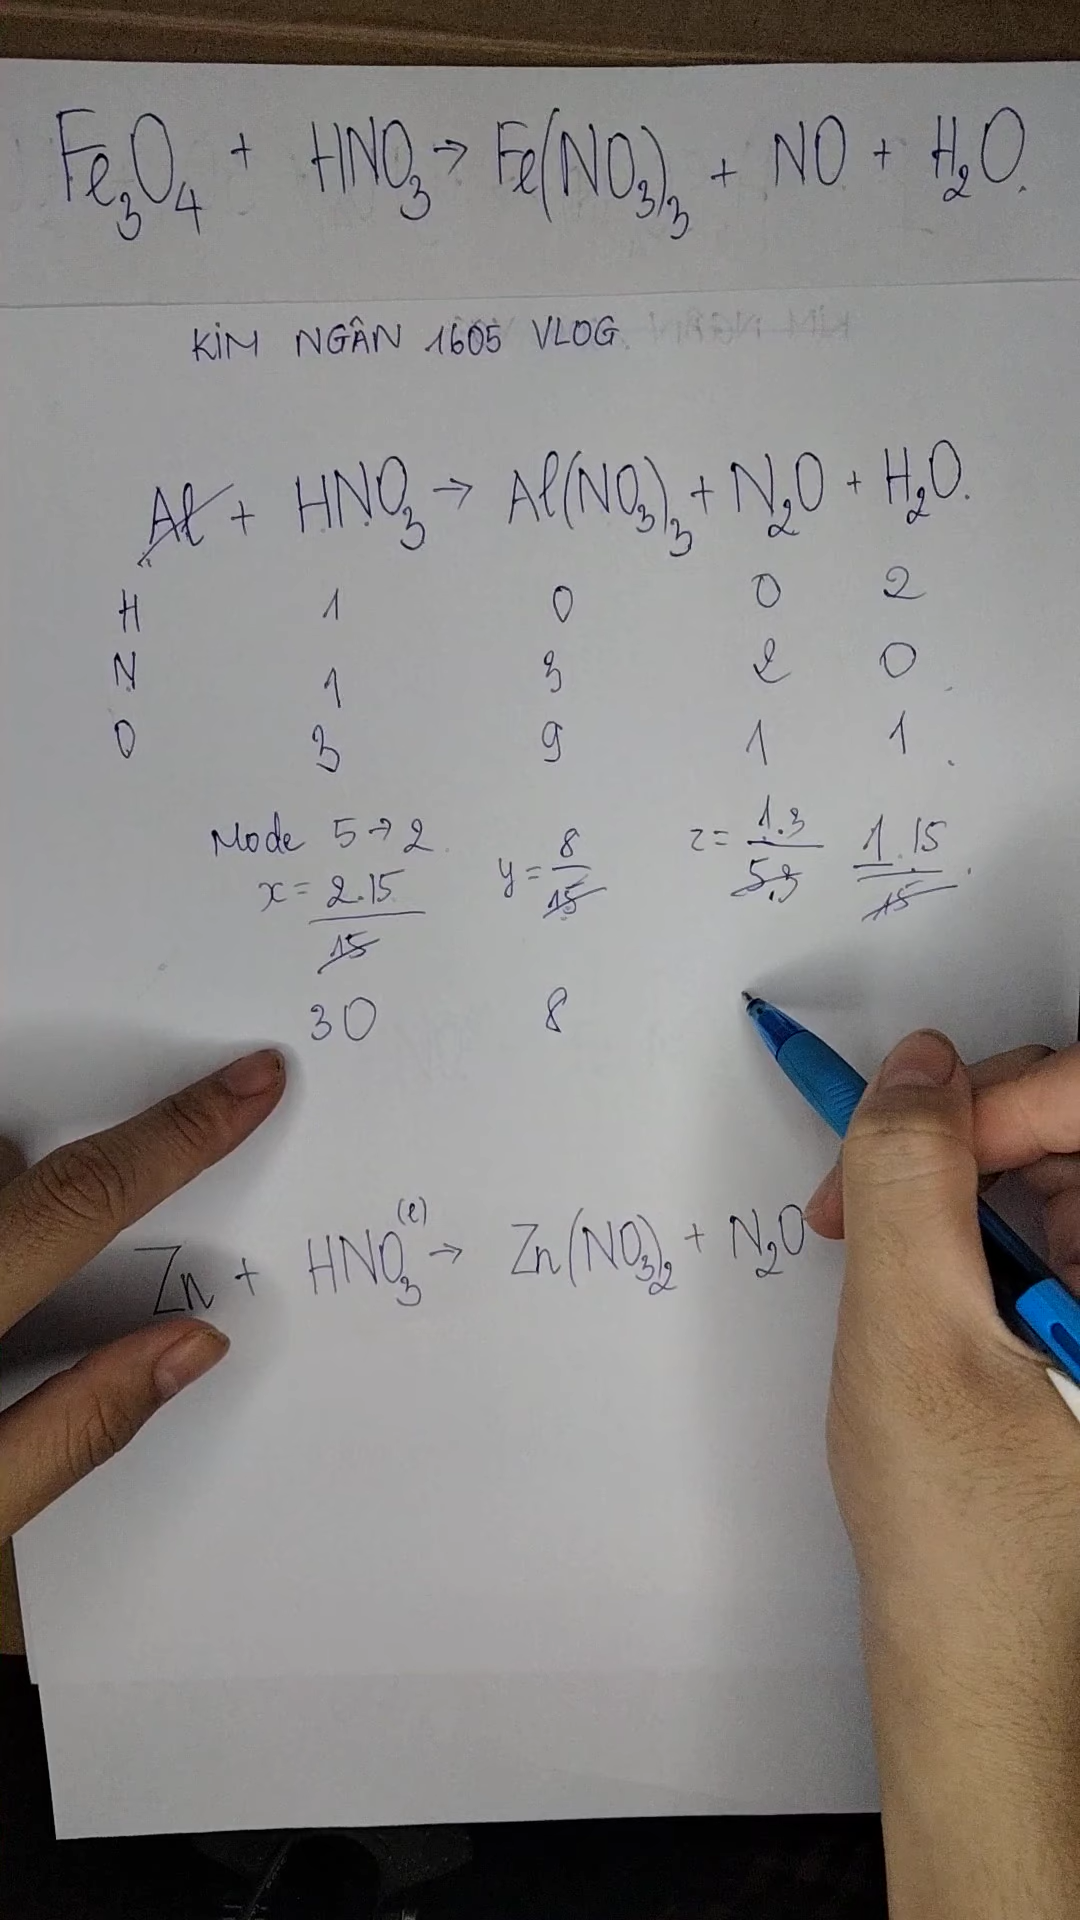 Fe₃O₄ + HNO₃ → Fe(NO₃)₃ + NO + H₂O.
KIM NGÂN 1605 VLOG
Al + HNO₃ → Al(NO₃)₃ + N₂O + H₂O.
H 1 0 0 2
N 1 3 2 0
O 3 9 1 1
Mode 5 → 2.
x = 2.15/15 y = 8/15 z = 1.3/5.3 1.15/15
30 8
Zn + HNO₃(l) → Zn(NO₃)₂ + N₂O